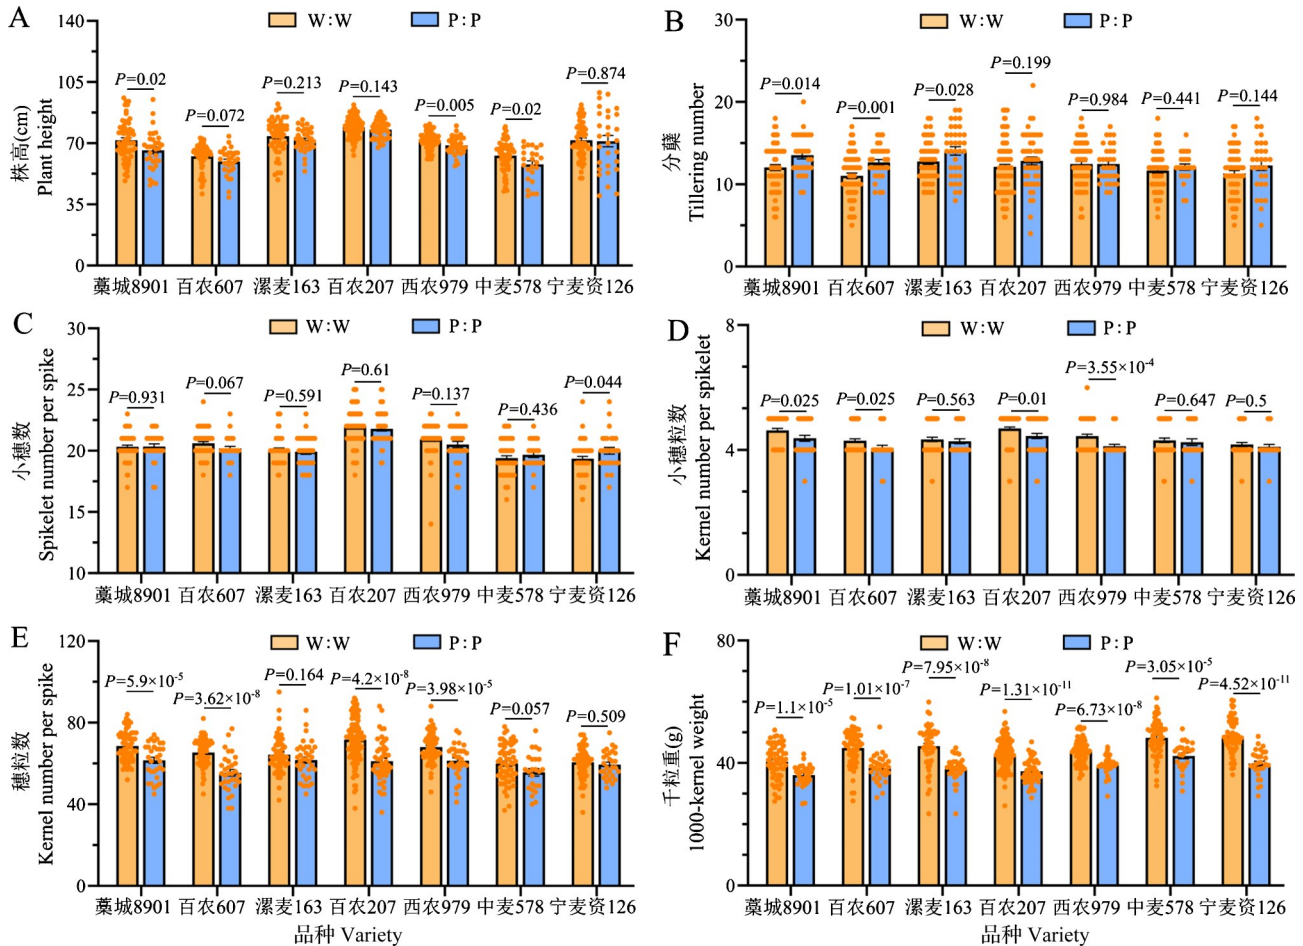 A
W:W P:P
株高(cm)
Plant height
140
105
70
35
0
P=0.02 P=0.072 P=0.213 P=0.143 P=0.005 P=0.02 P=0.874
藁城8901 百农607 漯麦163 百农207 西农979 中麦578 宁麦资126
B
W:W P:P
分蘖
Tillering number
30
20
10
0
P=0.014 P=0.001 P=0.028 P=0.199 P=0.984 P=0.441 P=0.144
藁城8901 百农607 漯麦163 百农207 西农979 中麦578 宁麦资126
C
W:W P:P
小穗数
Spikelet number per spike
30
25
20
15
10
P=0.931 P=0.067 P=0.591 P=0.61 P=0.137 P=0.436 P=0.044
藁城8901 百农607 漯麦163 百农207 西农979 中麦578 宁麦资126
D
W:W P:P
小穗粒数
Kernel number per spikelet
8
4
0
P=0.025 P=0.025 P=0.563 P=0.01 P=3.55×10-4 P=0.647 P=0.5
藁城8901 百农607 漯麦163 百农207 西农979 中麦578 宁麦资126
E
W:W P:P
穗粒数
Kernel number per spike
120
80
40
0
P=5.9×10-5 P=3.62×10-8 P=0.164 P=4.2×10-8 P=3.98×10-5 P=0.057 P=0.509
藁城8901 百农607 漯麦163 百农207 西农979 中麦578 宁麦资126
品种 Variety
F
W:W P:P
千粒重(g)
1000-kernel weight
80
40
0
P=1.1×10-5 P=1.01×10-7 P=7.95×10-8 P=1.31×10-11 P=6.73×10-8 P=3.05×10-5 P=4.52×10-11
藁城8901 百农607 漯麦163 百农207 西农979 中麦578 宁麦资126
品种 Variety